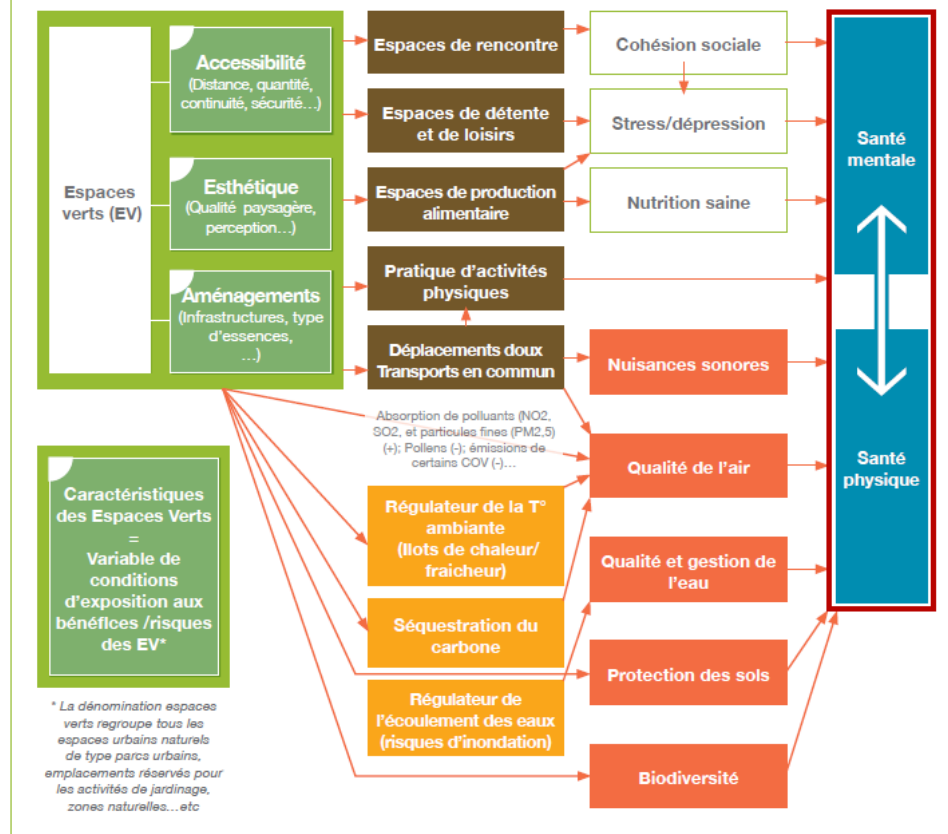 Espaces
verts (EV)
Accessibilité
(Distance, quantité,
continuité, sécurité…)
Esthétique
(Qualité paysagère,
perception…)
Aménagements
(Infrastructures, type
d'essences,
…)
Espaces de rencontre
Espaces de détente
et de loisirs
Espaces de production
alimentaire
Pratique d'activités
physiques
Déplacements doux
Transports en commun
Cohésion sociale
Stress/dépression
Nutrition saine
Nuisances sonores
Absorption de polluants (NO2,
SO2, et particules fines (PM2,5)
(+); Pollens (-); émissions de
certains COV (-)…
Qualité de l'air
Régulateur de la T°
ambiante
(Ilots de chaleur/
fraicheur)
Qualité et gestion de
l'eau
Séquestration du
carbone
Protection des sols
Régulateur de
l'écoulement des eaux
(risques d'inondation)
Biodiversité
Santé
mentale
Santé
physique
Caractéristiques
des Espaces Verts
=
Variable de
conditions
d'exposition aux
bénéfices /risques
des EV*
* La dénomination espaces
verts regroupe tous les
espaces urbains naturels
de type parcs urbains,
emplacements réservés pour
les activités de jardinage,
zones naturelles…etc